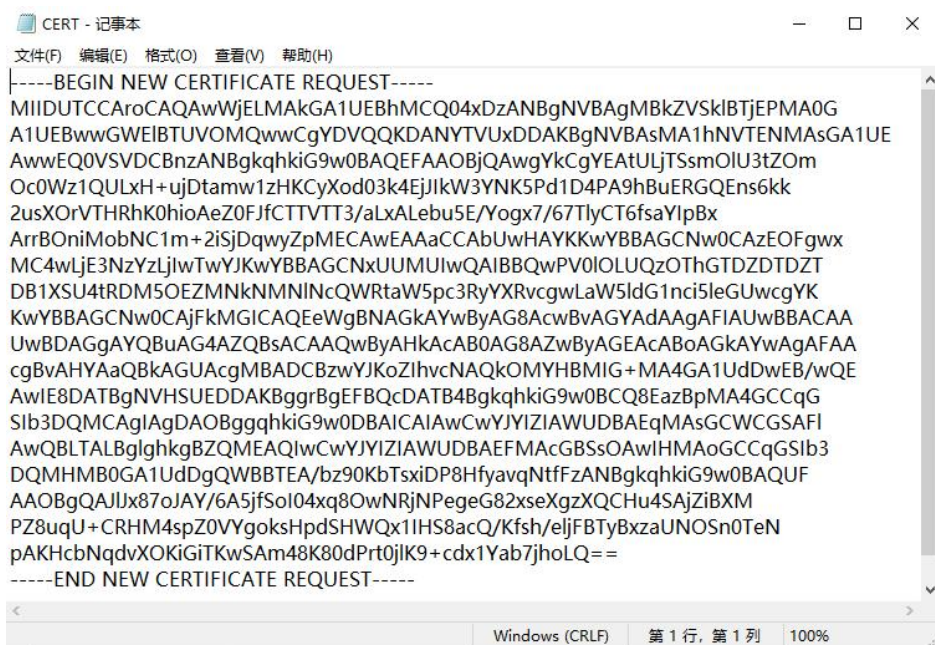 CERT - 记事本
文件(F) 编辑(E) 格式(O) 查看(V) 帮助(H)
-----BEGIN NEW CERTIFICATE REQUEST-----
MIIDUTCCAroCAQAwWjELMAkGA1UEBhMCQ04xDzANBgNVBAgMBkZVSklBTjEPMA0G
A1UEBwwGWElBTUVOMQwwCgYDVQQKDANYTVUxDDAKBgNVBAsMA1hNVTENMAsGA1UE
AwwEQ0VSVDCBnzANBgkqhkiG9w0BAQEFAAOBjQAwgYkCgYEAtULjTSsmOlU3tZOm
Oc0Wz1QULxH+ujDtamw1zHKCyXod03k4EjJIkW3YNK5Pd1D4PA9hBuERGQEns6kk
2usXOrVTHRhK0hioAeZ0FJfCTTVTT3/aLxALebu5E/Yogx7/67TlyCT6fsaYIpBx
ArrBOniMobNC1m+2iSjDqwyZpMECAwEAAaCCAbUwHAYKKwYBBAGCNw0CAzEOFgwx
MC4wLjE3NzYzLjIwTwYJKwYBBAGCNxUUMUIwQAIBBQwPV0lOLUQzOThGTDZDTDZT
DB1XSU4tRDM5OEZMNkNMNlNcQWRtaW5pc3RyYXRvcgwLaW5ldG1nci5leGUwcgYK
KwYBBAGCNw0CAjFkMGICAQEeWgBNAGkAYwByAG8AcwBvAGYAdAAgAFIAUwBBACAA
UwBDAGgAYQBuAG4AZQBsACAAQwByAHkAcAB0AG8AZwByAGEAcABoAGkAYwAgAFAA
cgBvAHYAaQBkAGUAcgMBADCBzwYJKoZIhvcNAQkOMYHBMIG+MA4GA1UdDwEB/wQE
AwIE8DATBgNVHSUEDDAKBggrBgEFBQcDATB4BgkqhkiG9w0BCQ8EazBpMA4GCCqG
SIb3DQMCAgIAgDAOBggqhkiG9w0DBAICAIAwCwYJYIZIAWUDBAEqMAsGCWCGSAFl
AwQBLTALBglghkgBZQMEAQIwCwYJYIZIAWUDBAEFMAcGBSsOAwIHMAoGCCqGSIb3
DQMHMB0GA1UdDgQWBBTEA/bz90KbTsxiDP8HfyavqNtfFzANBgkqhkiG9w0BAQUF
AAOBgQAJlJx87oJAY/6A5jfSoI04xq8OwNRjNPegeG82xseXgzXQCHu4SAjZiBXM
PZ8uqU+CRHM4spZ0VYgoksHpdSHWQx1IHS8acQ/Kfsh/eljFBTyBxzaUNOSn0TeN
pAKHcbNqdvXOKiGiTKwSAm48K80dPrt0jlK9+cdx1Yab7jhoLQ==
-----END NEW CERTIFICATE REQUEST-----
Windows (CRLF) 第 1 行, 第 1 列 100%